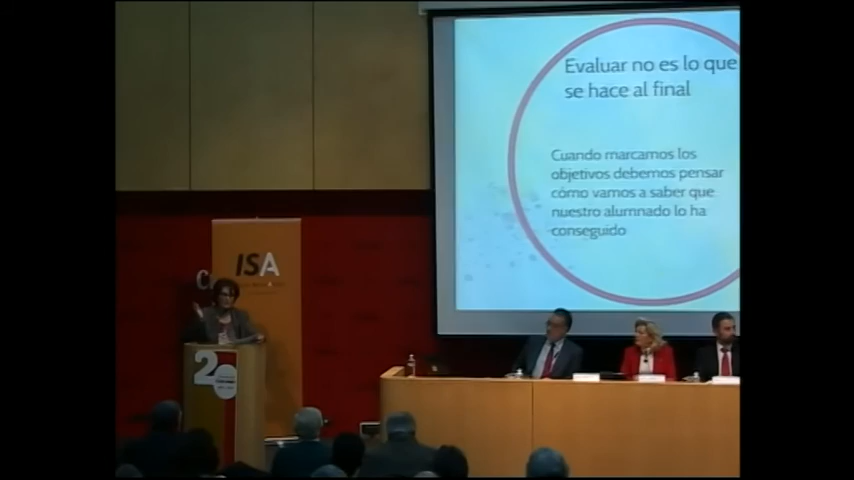 Evaluar no es lo que
se hace al final
Cuando marcamos los
objetivos debemos pensar
cómo vamos a saber que
nuestro alumnado lo ha
conseguido
ISA
20